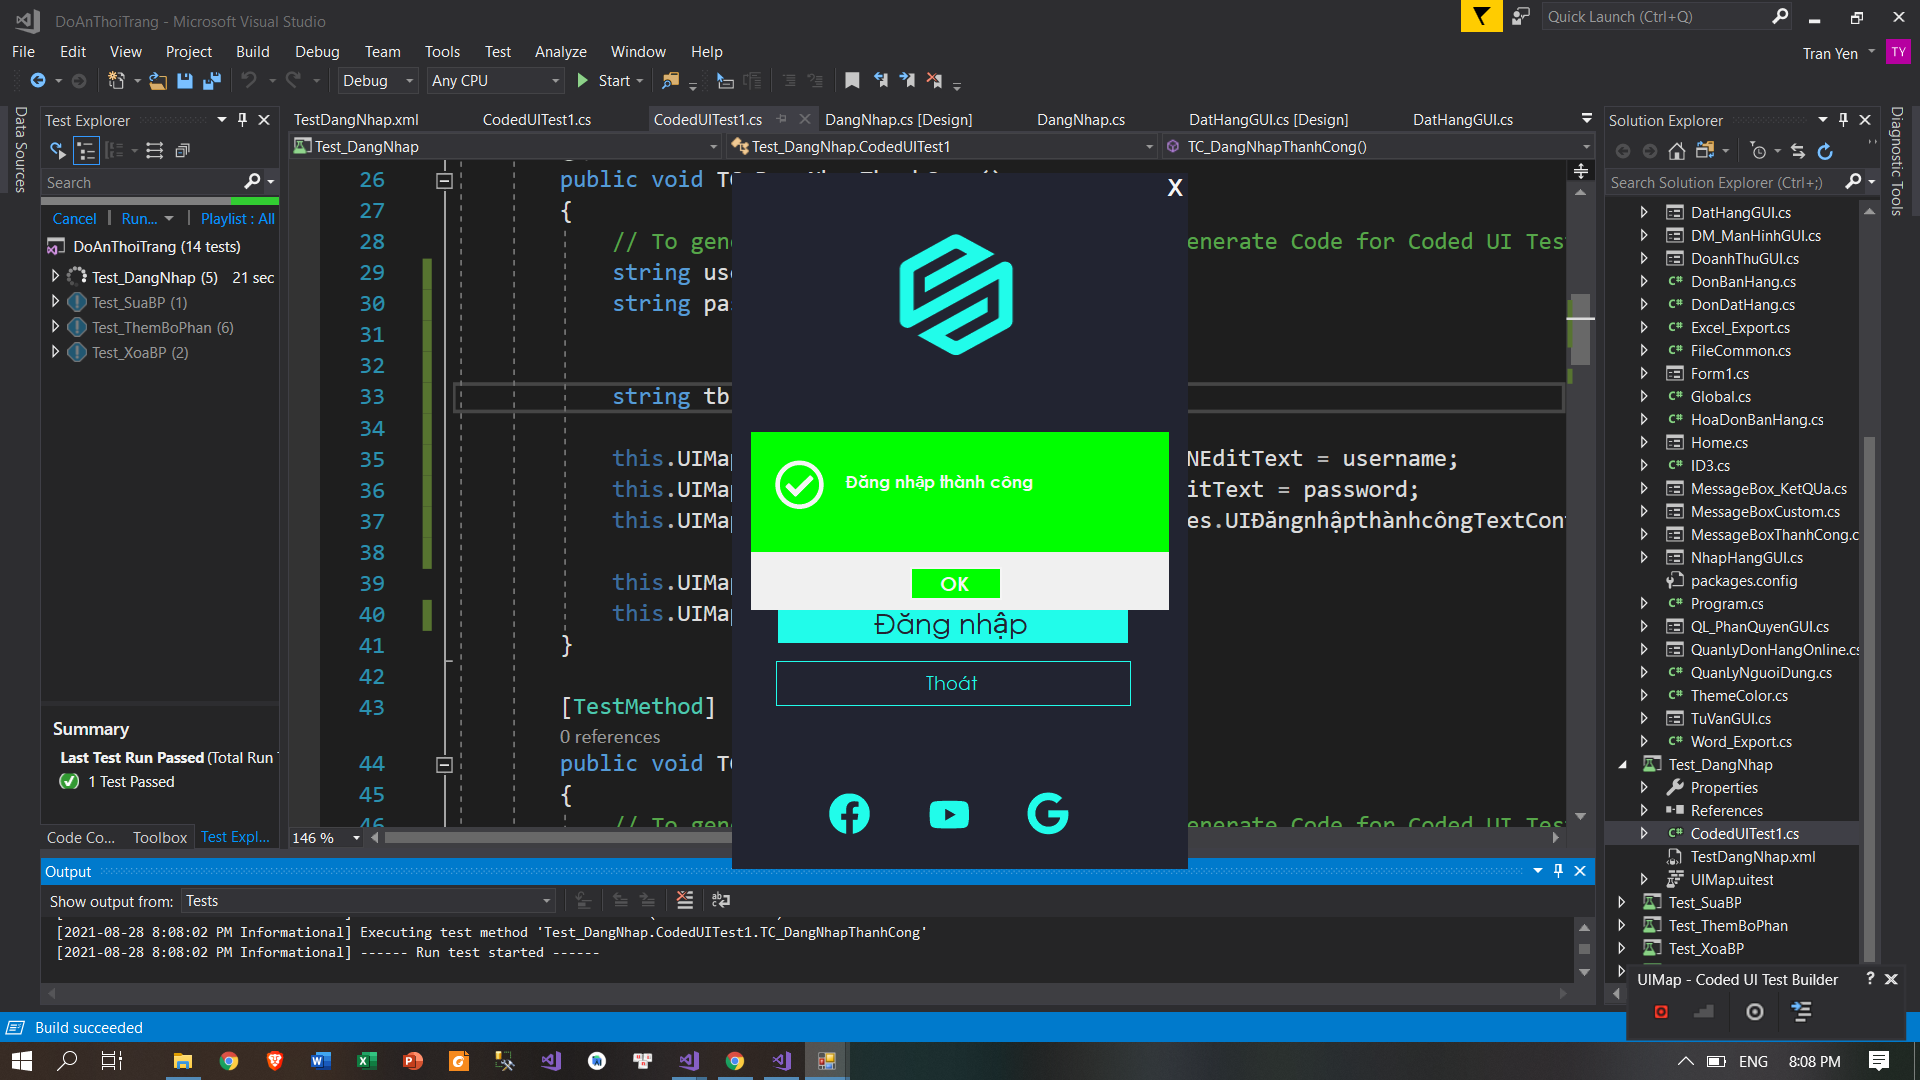 DoAnThoiTrang - Microsoft Visual Studio
Quick Launch (Ctrl+Q)
File Edit View Project Build Debug Team Tools Test Analyze Window Help
Tran Yen
TY
Debug
Any CPU
Start
Data Sources
Test Explorer
Search
Cancel
Run...
Playlist : All
DoAnThoiTrang (14 tests)
Test_DangNhap (5) 21 sec
Test_SuaBP (1)
Test_ThemBoPhan (6)
Test_XoaBP (2)
Summary
Last Test Run Passed (Total Run T
1 Test Passed
Code Co...
Toolbox
Test Expl...
TestDangNhap.xml
CodedUITest1.cs
CodedUITest1.cs
DangNhap.cs [Design]
DangNhap.cs
DatHangGUI.cs [Design]
DatHangGUI.cs
Test_DangNhap
Test_DangNhap.CodedUITest1
TC_DangNhapThanhCong()
26 public void
27 {
28 // To gen enerate Code for Coded UI Tes
29 string use
30 string pas
31
32
33 string tb
34
35 this.UIMap NEditText = username;
36 this.UIMap itText = password;
37 this.UIMap es.UIĐăngnhậpthànhcôngTextCon
38
39 this.UIMap
40 this.UIMap
41 }
42
43 [TestMethod]
0 references
44 public void T
45 {
46 // To gene enerate Code for Coded UI Tes
146 %
X
Đăng nhập thành công
OK
Đăng nhập
Thoát
Output
Show output from: Tests
[2021-08-28 8:08:02 PM Informational] Executing test method 'Test_DangNhap.CodedUITest1.TC_DangNhapThanhCong'
[2021-08-28 8:08:02 PM Informational] ------ Run test started ------
Solution Explorer
Search Solution Explorer (Ctrl+;)
DatHangGUI.cs
DM_ManHinhGUI.cs
DoanhThuGUI.cs
DonBanHang.cs
DonDatHang.cs
Excel_Export.cs
FileCommon.cs
Form1.cs
Global.cs
HoaDonBanHang.cs
Home.cs
ID3.cs
MessageBox_KetQUa.cs
MessageBoxCustom.cs
MessageBoxThanhCong.c
NhapHangGUI.cs
packages.config
Program.cs
QL_PhanQuyenGUI.cs
QuanLyDonHangOnline.cs
QuanLyNguoiDung.cs
ThemeColor.cs
TuVanGUI.cs
Word_Export.cs
Test_DangNhap
Properties
References
CodedUITest1.cs
TestDangNhap.xml
UIMap.uitest
Test_SuaBP
Test_ThemBoPhan
Test_XoaBP
Diagnostic Tools
UIMap - Coded UI Test Builder
Build succeeded
ENG
8:08 PM